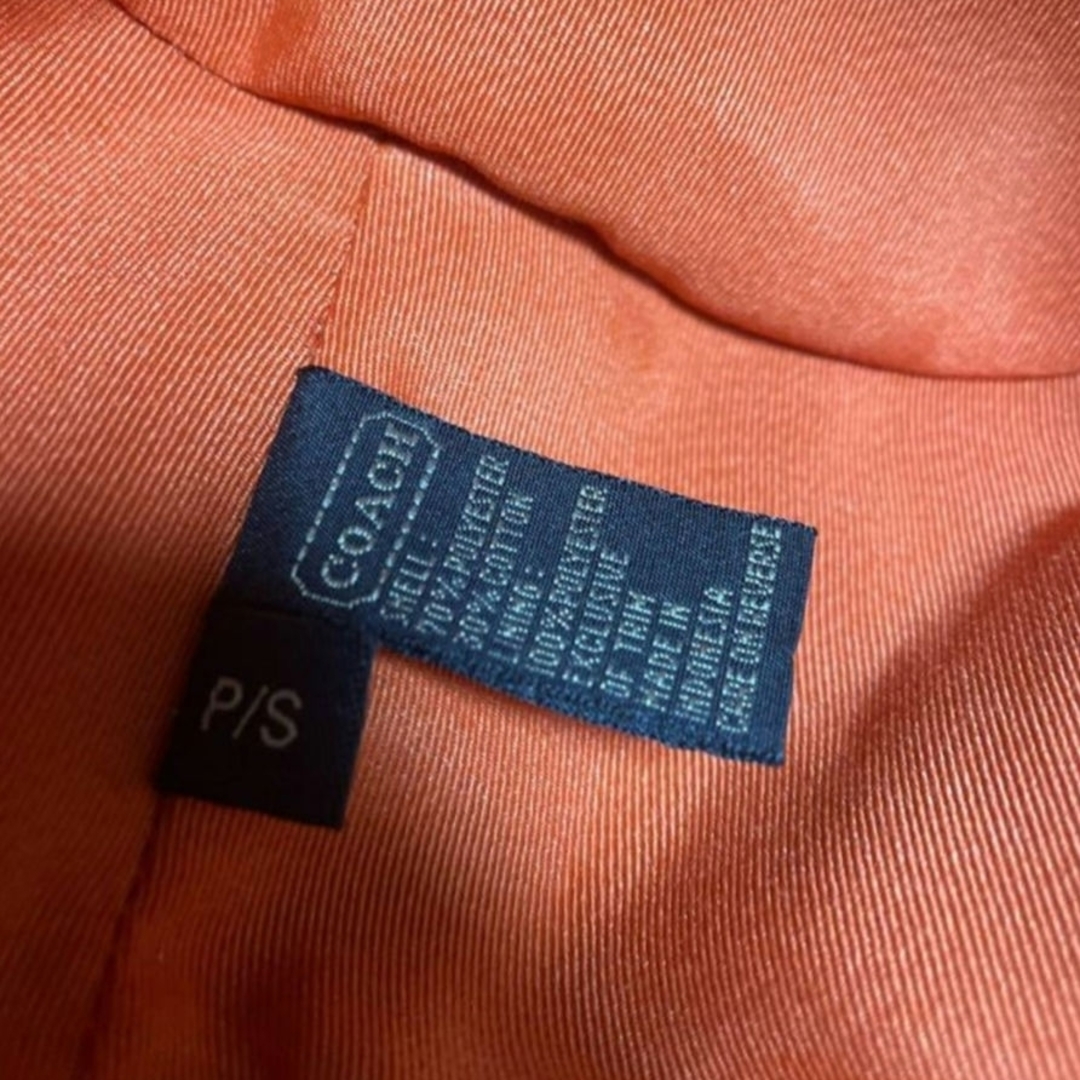 COACH
SHELL:
70% POLYESTER
30% COTTON
LINING:
100% POLYESTER
EXCLUSIVE
OF TRIM
MADE IN
INDONESIA
CARE ON REVERSE
P/S